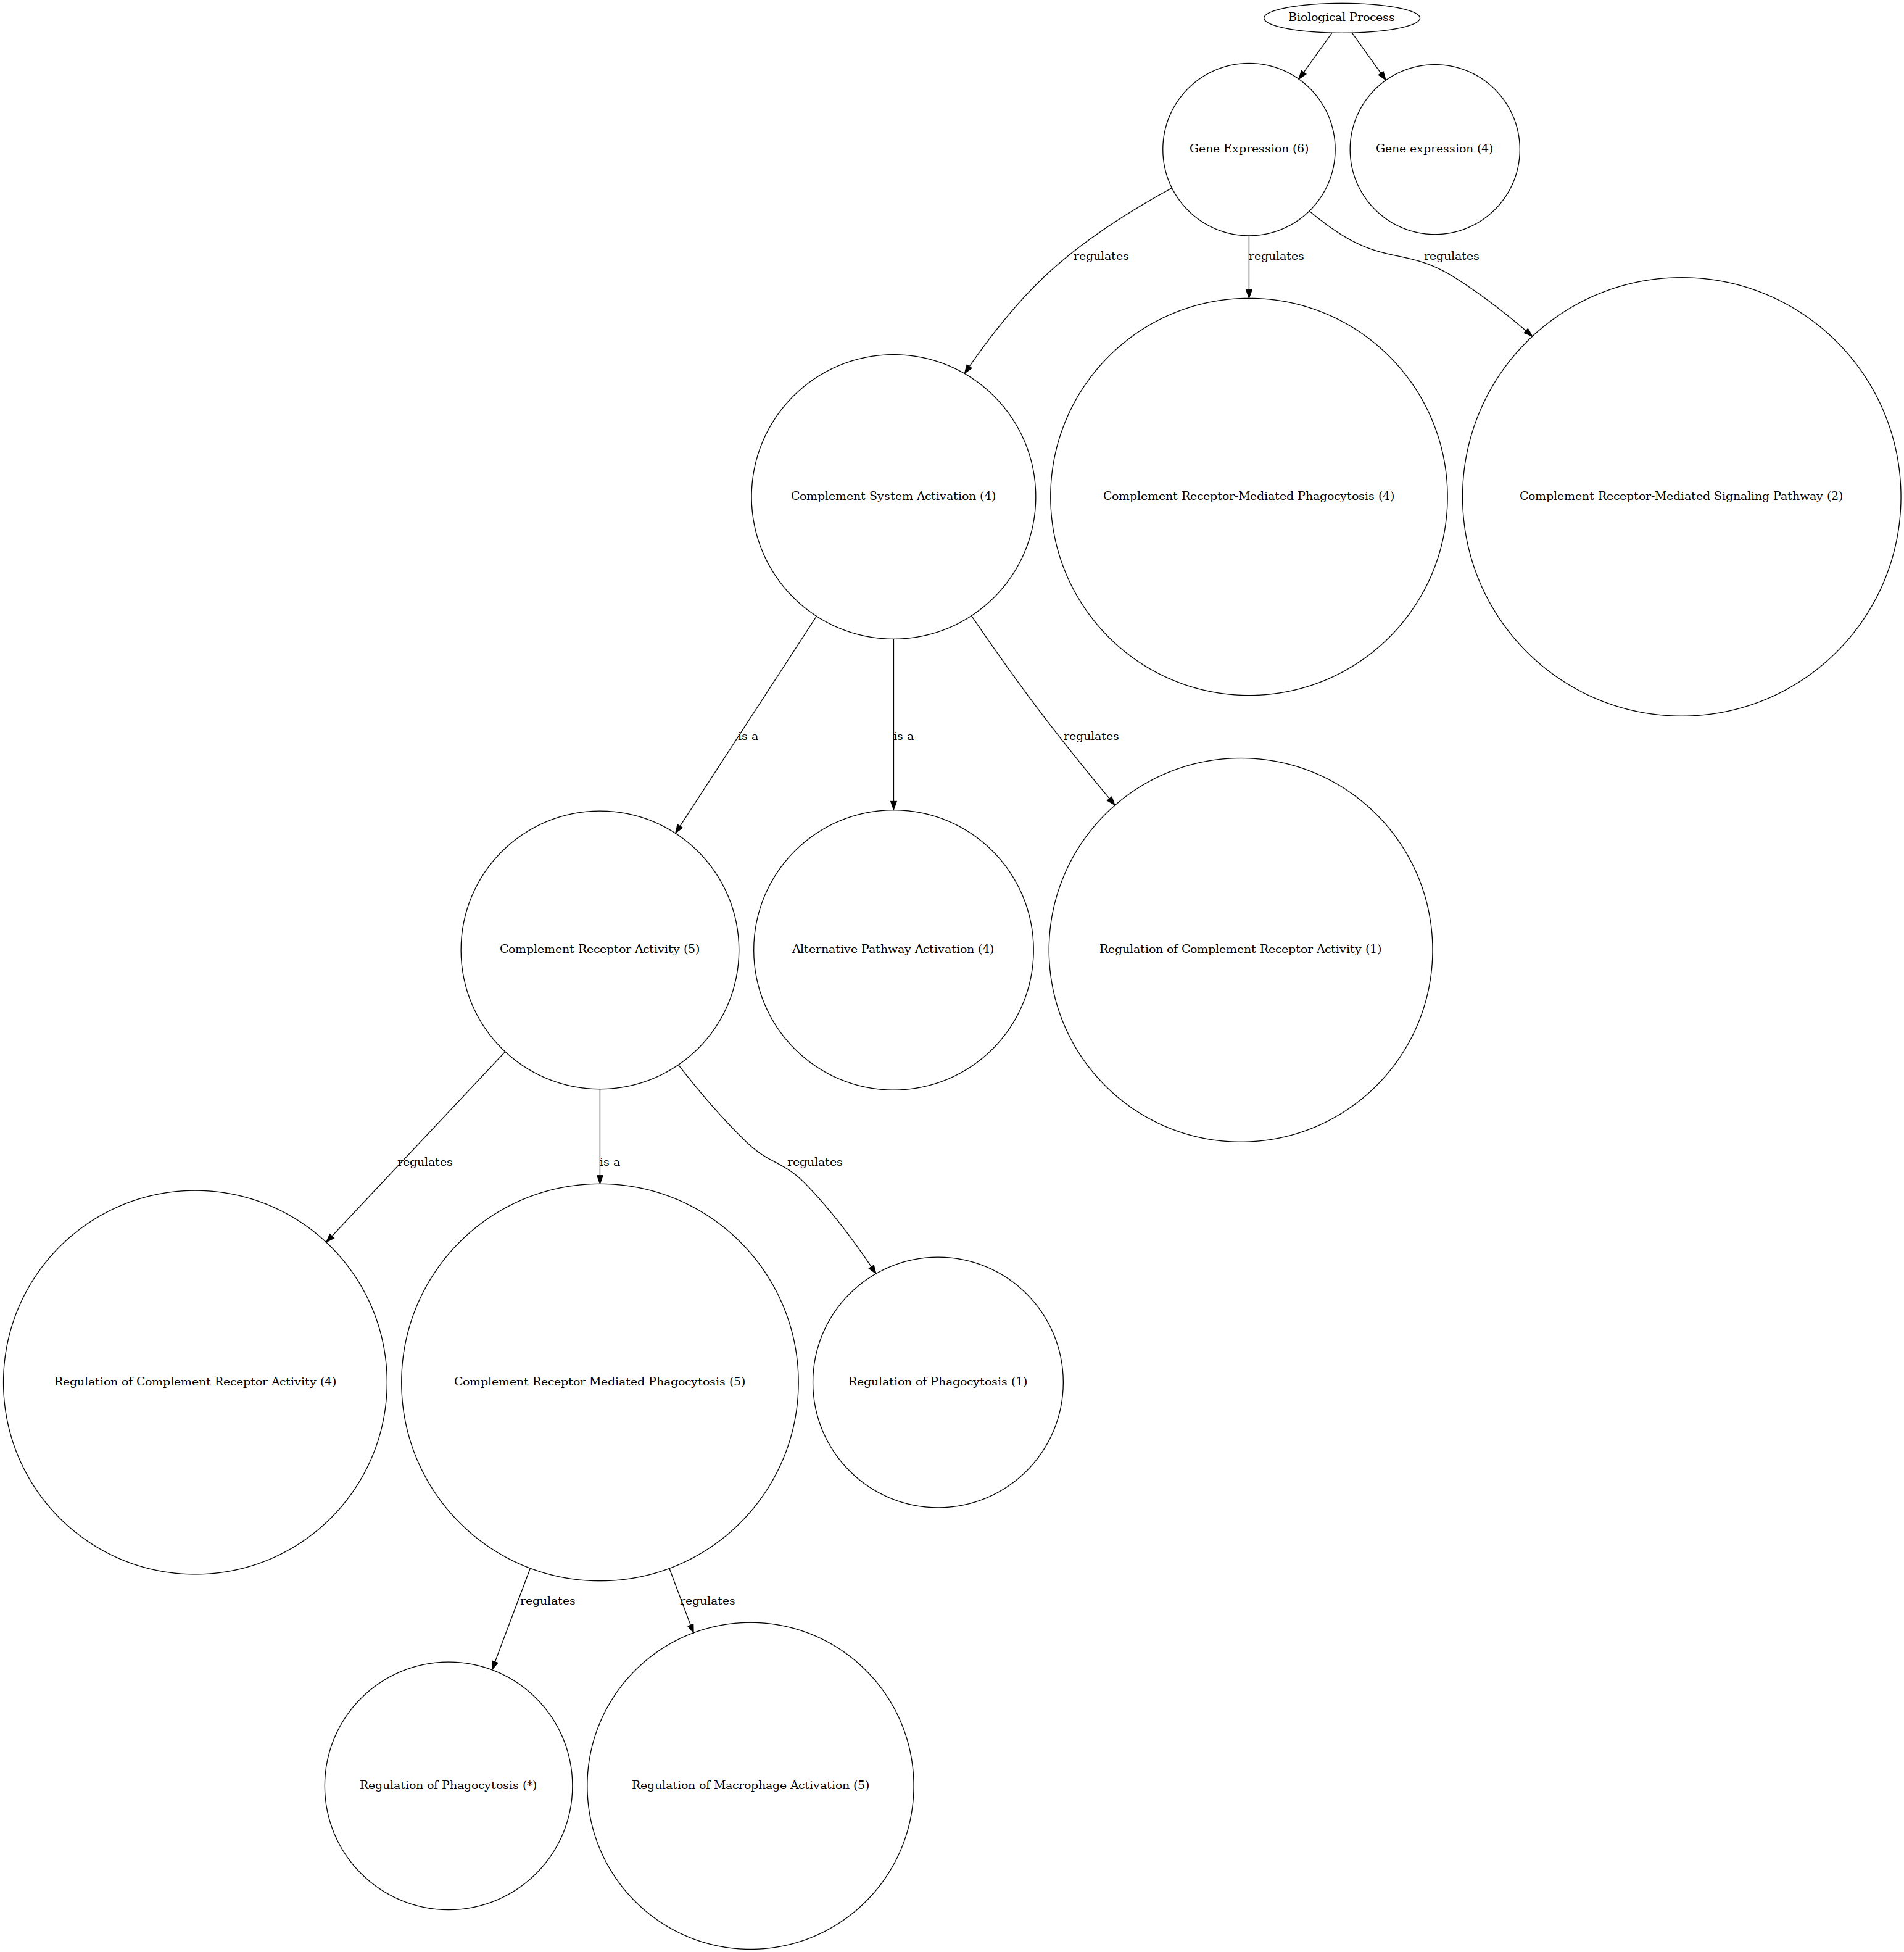 Biological Process
Gene Expression (6)
Gene expression (4)
regulates
regulates
regulates
Complement System Activation (4)
Complement Receptor-Mediated Phagocytosis (4)
Complement Receptor-Mediated Signaling Pathway (2)
is a
is a
regulates
Complement Receptor Activity (5)
Alternative Pathway Activation (4)
Regulation of Complement Receptor Activity (1)
regulates
is a
regulates
Regulation of Complement Receptor Activity (4)
Complement Receptor-Mediated Phagocytosis (5)
Regulation of Phagocytosis (1)
regulates
regulates
Regulation of Phagocytosis (*)
Regulation of Macrophage Activation (5)